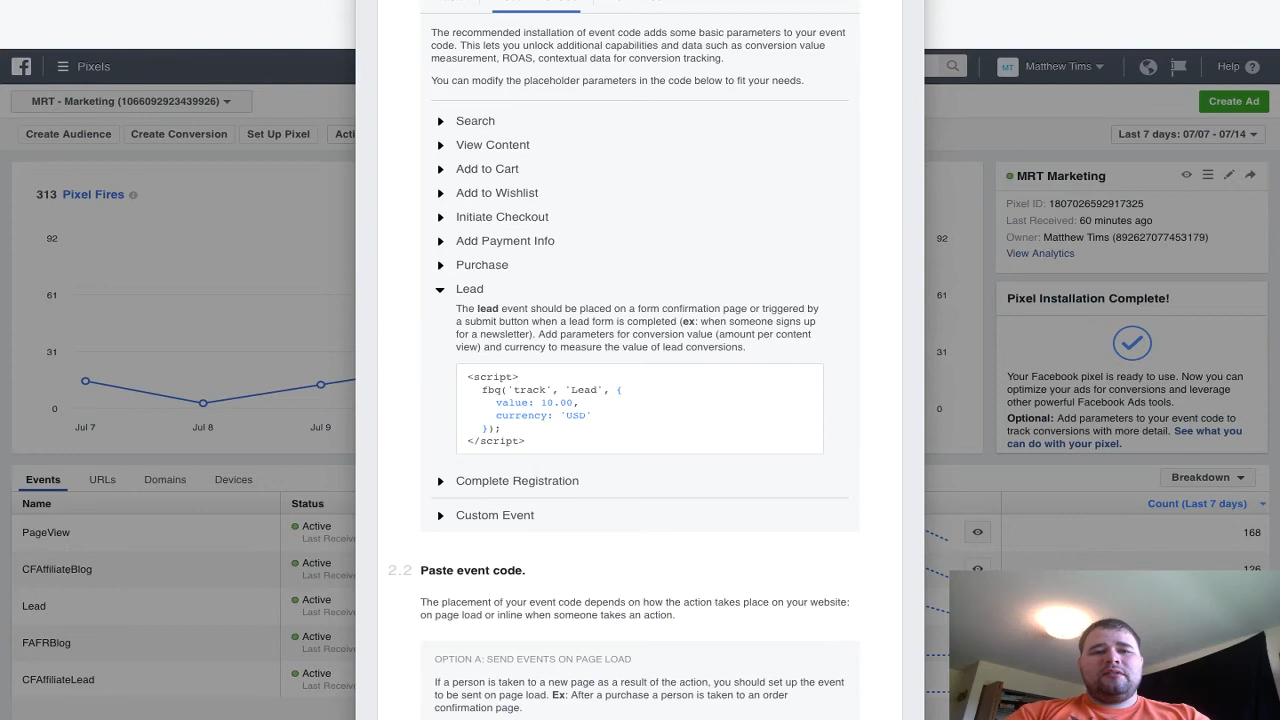 The recommended installation of event code adds some basic parameters to your event
code. This lets you unlock additional capabilities and data such as conversion value
measurement, ROAS, contextual data for conversion tracking.
You can modify the placeholder parameters in the code below to fit your needs.
Search
View Content
Add to Cart
Add to Wishlist
Initiate Checkout
Add Payment Info
Purchase
Lead
The lead event should be placed on a form confirmation page or triggered by
a submit button when a lead form is completed (ex: when someone signs up
for a newsletter). Add parameters for conversion value (amount per content
view) and currency to measure the value of lead conversions.
<script>
fbq('track', 'Lead', {
value: 10.00,
currency: 'USD'
});
</script>
Complete Registration
Custom Event
2.2 Paste event code.
The placement of your event code depends on how the action takes place on your website:
on page load or inline when someone takes an action.
OPTION A: SEND EVENTS ON PAGE LOAD
If a person is taken to a new page as a result of the action, you should set up the event
to be sent on page load. Ex: After a purchase a person is taken to an order
confirmation page.
Pixels
MT Matthew Tims
Help
MRT - Marketing (1066092923439926)
Create Ad
Create Audience
Create Conversion
Set Up Pixel
Last 7 days: 07/07 - 07/14
313 Pixel Fires
92
61
31
0
Jul 7
Jul 8
Jul 9
92
61
31
0
MRT Marketing
Pixel ID: 1807026592917325
Last Received: 60 minutes ago
Owner: Matthew Tims (892627077453179)
View Analytics
Pixel Installation Complete!
Your Facebook pixel is ready to use. Now you can
optimize your ads for conversions and leverage
other powerful Facebook Ads tools.
Optional: Add parameters to your event code to
track conversions with more detail. See what you
can do with your pixel.
Events
URLs
Domains
Devices
Breakdown
Name
Status
Count (Last 7 days)
PageView
Active
168
CFAffiliateBlog
Active
126
Lead
Active
FAFRBlog
Active
CFAffiliateLead
Active